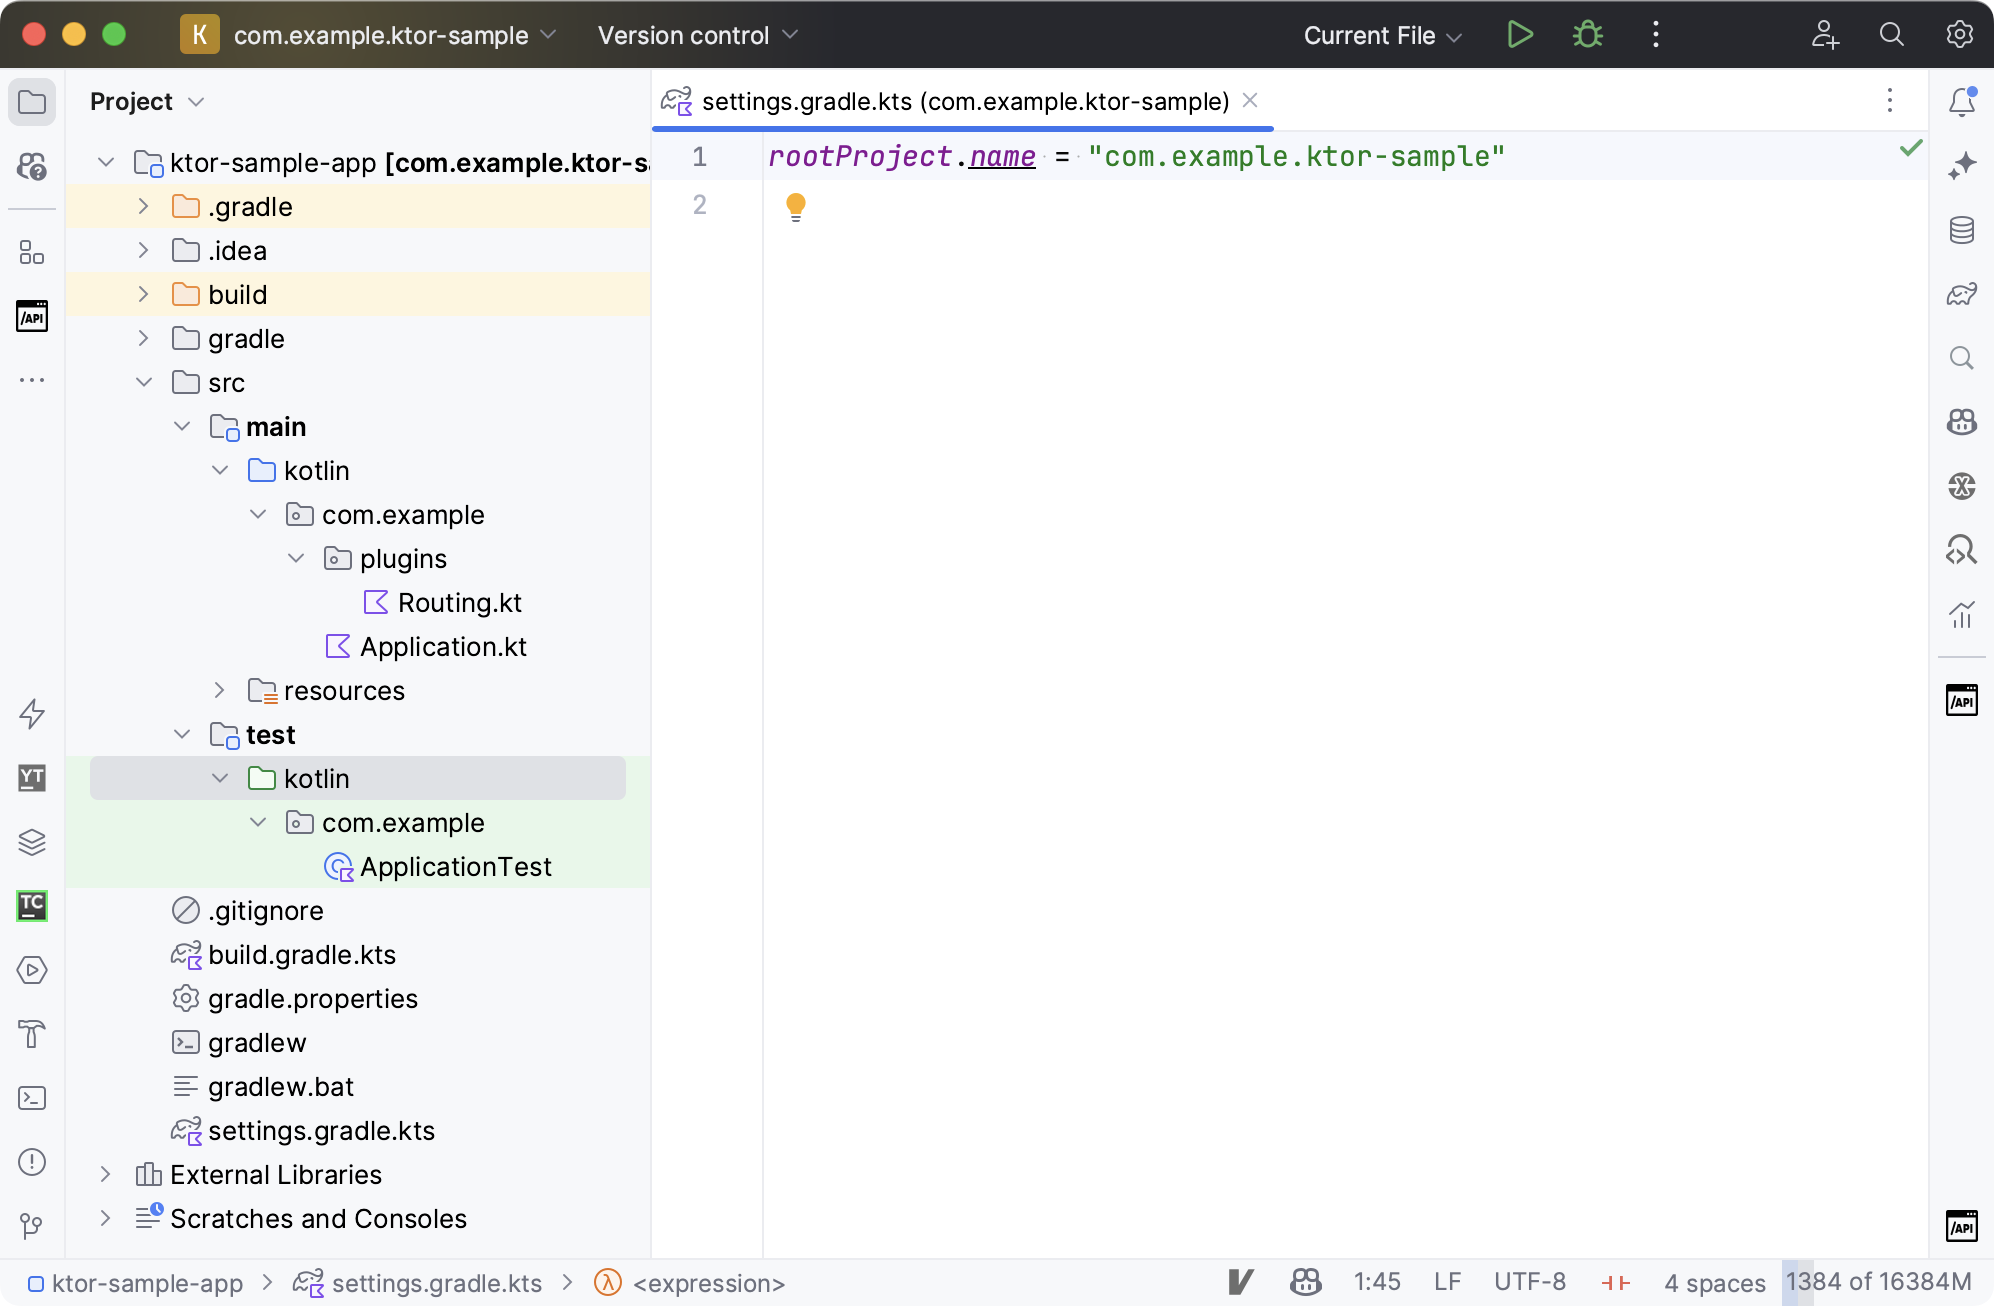 K com.example.ktor-sample Version control Current File
Project
settings.gradle.kts (com.example.ktor-sample)
ktor-sample-app [com.example.ktor-s
.gradle
.idea
build
gradle
src
main
kotlin
com.example
plugins
Routing.kt
Application.kt
resources
test
kotlin
com.example
ApplicationTest
.gitignore
build.gradle.kts
gradle.properties
gradlew
gradlew.bat
settings.gradle.kts
External Libraries
Scratches and Consoles
1 rootProject.name = "com.example.ktor-sample"
2
/API
YT
TC
/API
/API
ktor-sample-app settings.gradle.kts λ <expression> 1:45 LF UTF-8 4 spaces 1384 of 16384M